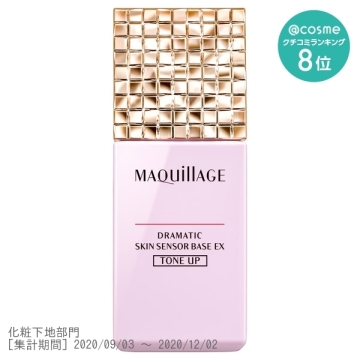 @cosme
クチコミランキング
8位
MAQuillAGE
DRAMATIC
SKIN SENSOR BASE EX
TONE UP
化粧下地部門
[集計期間] 2020/09/03 ～ 2020/12/02